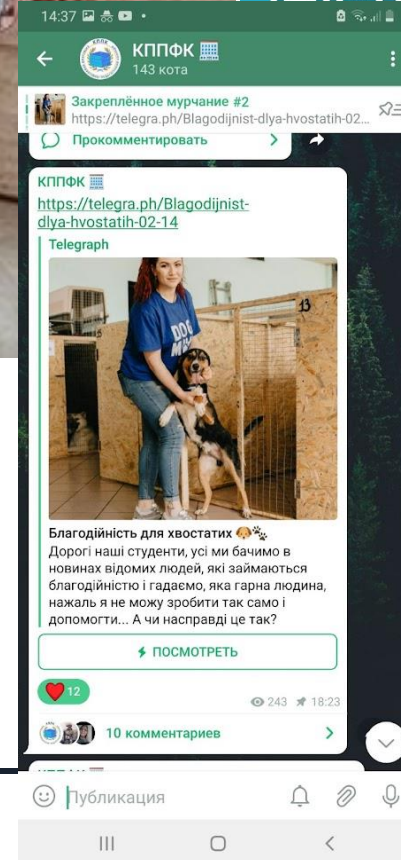 14:37
КППФК
143 кота
Закреплённое мурчание #2
https://telegra.ph/Blagodijnist-dlya-hvostatih-02...
Прокомментировать
КППФК
https://telegra.ph/Blagodijnist-
dlya-hvostatih-02-14
Telegraph
13
DOG
Благодійність для хвостатих
Дорогі наші студенти, усі ми бачимо в
новинах відомих людей, які займаються
благодійністю і гадаємо, яка гарна людина,
нажаль я не можу зробити так само і
допомогти... А чи насправді це так?
ПОСМОТРЕТЬ
12
243 18:23
10 комментариев
Публикация